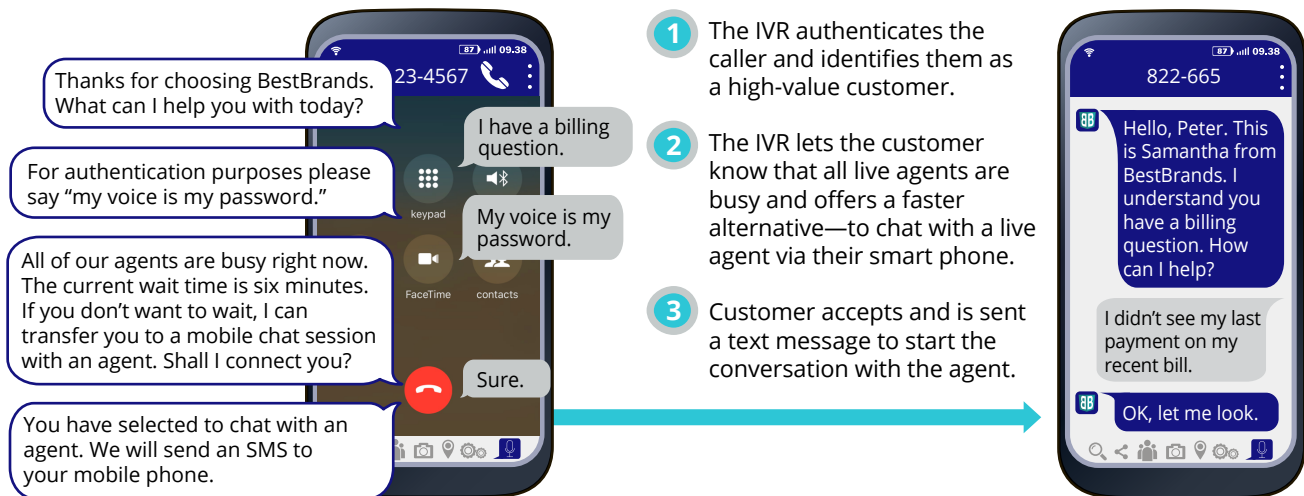 87 09.38
23-4567
Thanks for choosing BestBrands.
What can I help you with today?
I have a billing
question.
For authentication purposes please
say “my voice is my password.”
keypad
My voice is my
password.
All of our agents are busy right now.
The current wait time is six minutes.
If you don’t want to wait, I can
transfer you to a mobile chat session
with an agent. Shall I connect you?
FaceTime
contacts
Sure.
You have selected to chat with an
agent. We will send an SMS to
your mobile phone.
1 The IVR authenticates the
caller and identifies them as
a high-value customer.
2 The IVR lets the customer
know that all live agents are
busy and offers a faster
alternative—to chat with a live
agent via their smart phone.
3 Customer accepts and is sent
a text message to start the
conversation with the agent.
87 09.38
822-665
Hello, Peter. This
is Samantha from
BestBrands. I
understand you
have a billing
question. How
can I help?
I didn’t see my last
payment on my
recent bill.
OK, let me look.